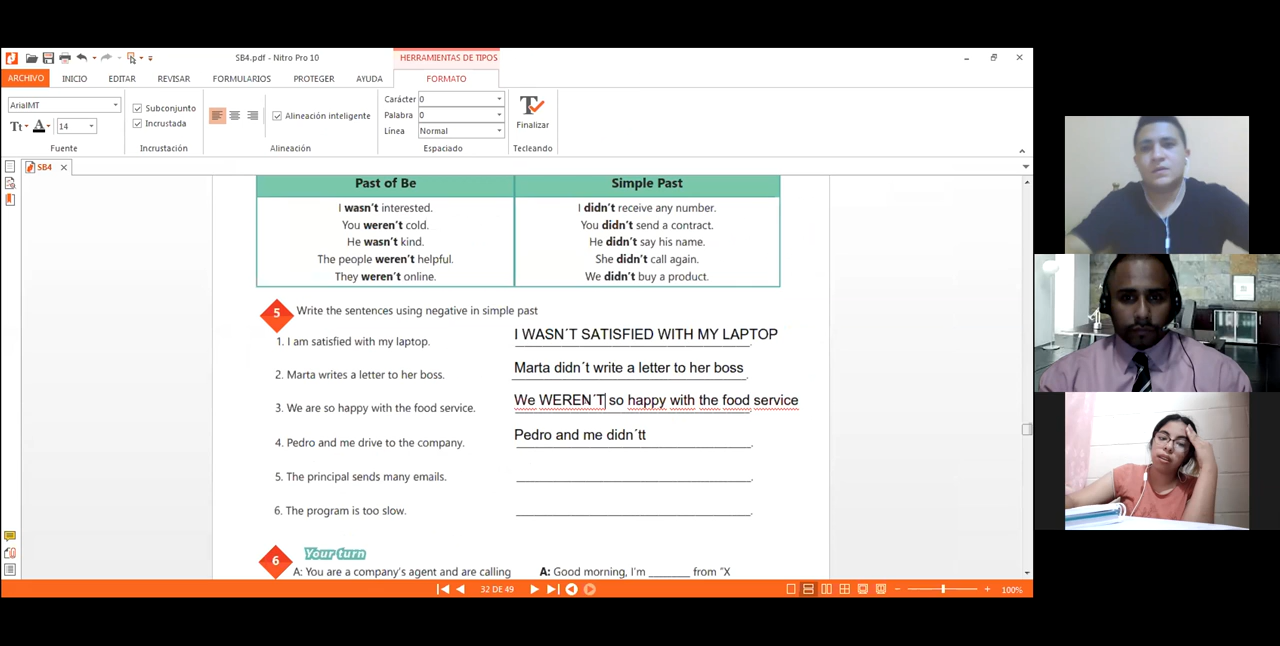 SB4.pdf - Nitro Pro 10
HERRAMIENTAS DE TIPOS
ARCHIVO INICIO EDITAR REVISAR FORMULARIOS PROTEGER AYUDA FORMATO
ArialMT
Subconjunto
Incrustada
Alineación inteligente
Carácter 0
Palabra 0
Línea Normal
Finalizar
Tt A 14
Fuente Incrustación Alineación Espaciado Tecleando
SB4
Past of Be Simple Past
I wasn't interested. I didn't receive any number.
You weren't cold. You didn't send a contract.
He wasn't kind. He didn't say his name.
The people weren't helpful. She didn't call again.
They weren't online. We didn't buy a product.
5 Write the sentences using negative in simple past
1. I am satisfied with my laptop. I WASN´T SATISFIED WITH MY LAPTOP
2. Marta writes a letter to her boss. Marta didn´t write a letter to her boss
3. We are so happy with the food service. We WEREN´T so happy with the food service
4. Pedro and me drive to the company. Pedro and me didn´tt
5. The principal sends many emails.
6. The program is too slow.
6 Your turn
A: You are a company's agent and are calling A: Good morning, I'm _______ from "X
32 DE 49
100%